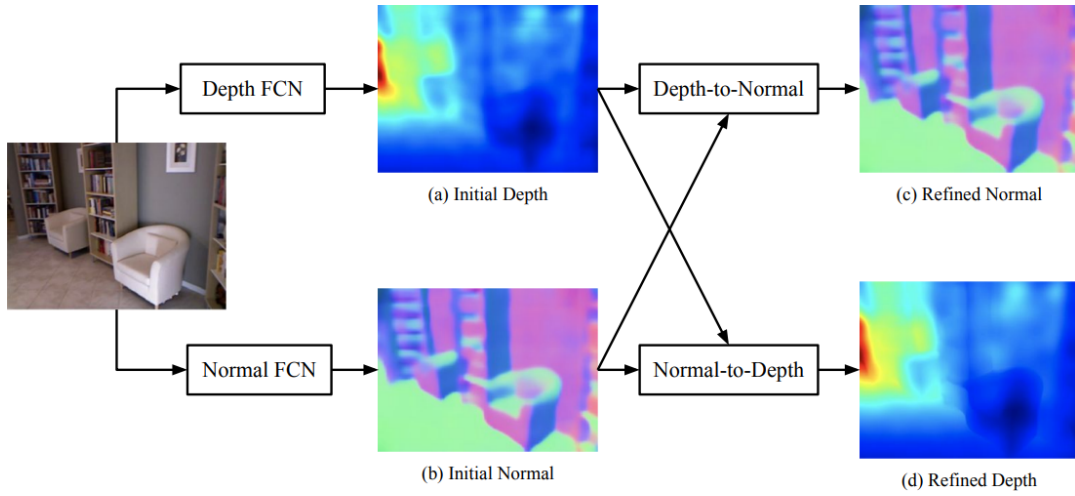 Depth FCN
Depth-to-Normal
(a) Initial Depth
(c) Refined Normal
Normal FCN
Normal-to-Depth
(b) Initial Normal
(d) Refined Depth